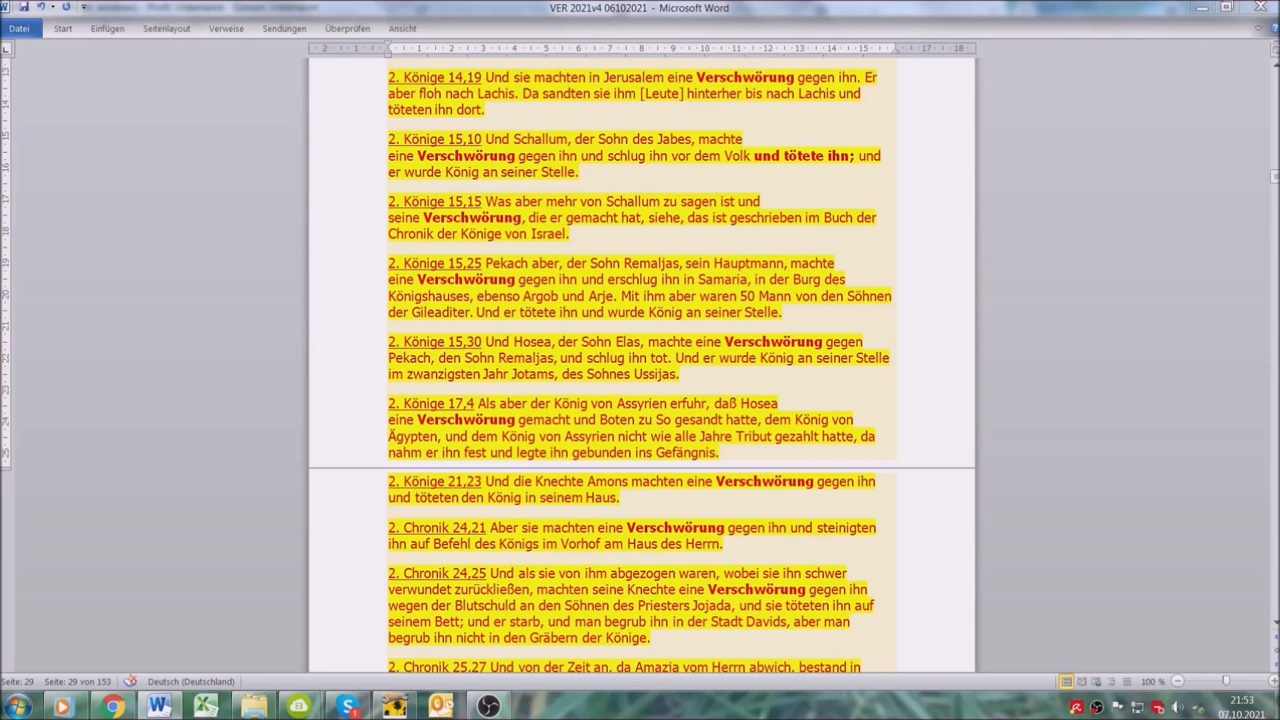 VER 2021v4 06102021 - Microsoft Word
Datei Start Einfügen Seitenlayout Verweise Sendungen Überprüfen Ansicht
2 1 1 2 3 4 5 6 7 8 9 10 11 12 13 14 15 17 18
2. Könige 14,19 Und sie machten in Jerusalem eine Verschwörung gegen ihn. Er
aber floh nach Lachis. Da sandten sie ihm [Leute] hinterher bis nach Lachis und
töteten ihn dort.
2. Könige 15,10 Und Schallum, der Sohn des Jabes, machte
eine Verschwörung gegen ihn und schlug ihn vor dem Volk und tötete ihn; und
er wurde König an seiner Stelle.
2. Könige 15,15 Was aber mehr von Schallum zu sagen ist und
seine Verschwörung, die er gemacht hat, siehe, das ist geschrieben im Buch der
Chronik der Könige von Israel.
2. Könige 15,25 Pekach aber, der Sohn Remaljas, sein Hauptmann, machte
eine Verschwörung gegen ihn und erschlug ihn in Samaria, in der Burg des
Königshauses, ebenso Argob und Arje. Mit ihm aber waren 50 Mann von den Söhnen
der Gileaditer. Und er tötete ihn und wurde König an seiner Stelle.
2. Könige 15,30 Und Hosea, der Sohn Elas, machte eine Verschwörung gegen
Pekach, den Sohn Remaljas, und schlug ihn tot. Und er wurde König an seiner Stelle
im zwanzigsten Jahr Jotams, des Sohnes Ussijas.
2. Könige 17,4 Als aber der König von Assyrien erfuhr, daß Hosea
eine Verschwörung gemacht und Boten zu So gesandt hatte, dem König von
Ägypten, und dem König von Assyrien nicht wie alle Jahre Tribut gezahlt hatte, da
nahm er ihn fest und legte ihn gebunden ins Gefängnis.
2. Könige 21,23 Und die Knechte Amons machten eine Verschwörung gegen ihn
und töteten den König in seinem Haus.
2. Chronik 24,21 Aber sie machten eine Verschwörung gegen ihn und steinigten
ihn auf Befehl des Königs im Vorhof am Haus des Herrn.
2. Chronik 24,25 Und als sie von ihm abgezogen waren, wobei sie ihn schwer
verwundet zurückließen, machten seine Knechte eine Verschwörung gegen ihn
wegen der Blutschuld an den Söhnen des Priesters Jojada, und sie töteten ihn auf
seinem Bett; und er starb, und man begrub ihn in der Stadt Davids, aber man
begrub ihn nicht in den Gräbern der Könige.
2. Chronik 25,27 Und von der Zeit an, da Amazia vom Herrn abwich, bestand in
Seite: 29 Seite: 29 von 153 Deutsch (Deutschland) 100 %
21:53
07.10.2021